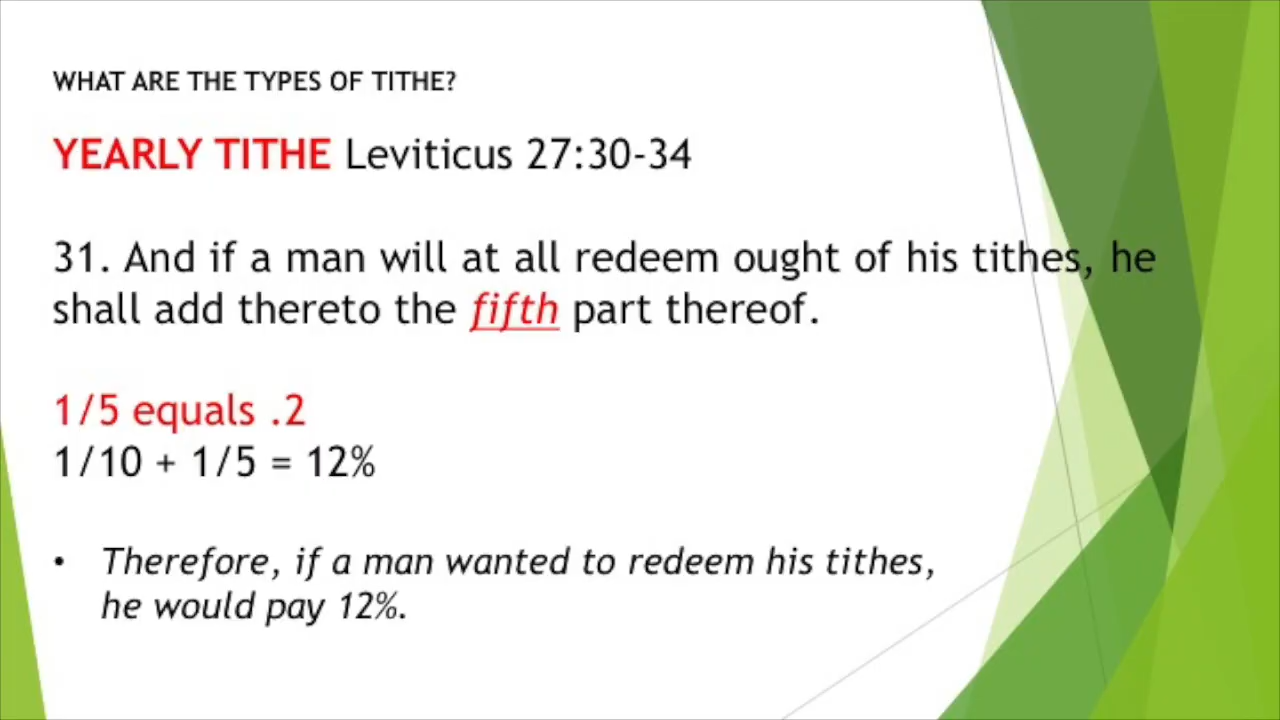 WHAT ARE THE TYPES OF TITHE?
YEARLY TITHE Leviticus 27:30-34
31. And if a man will at all redeem ought of his tithes, he
shall add thereto the fifth part thereof.
1/5 equals .2
1/10 + 1/5 = 12%
• Therefore, if a man wanted to redeem his tithes,
he would pay 12%.